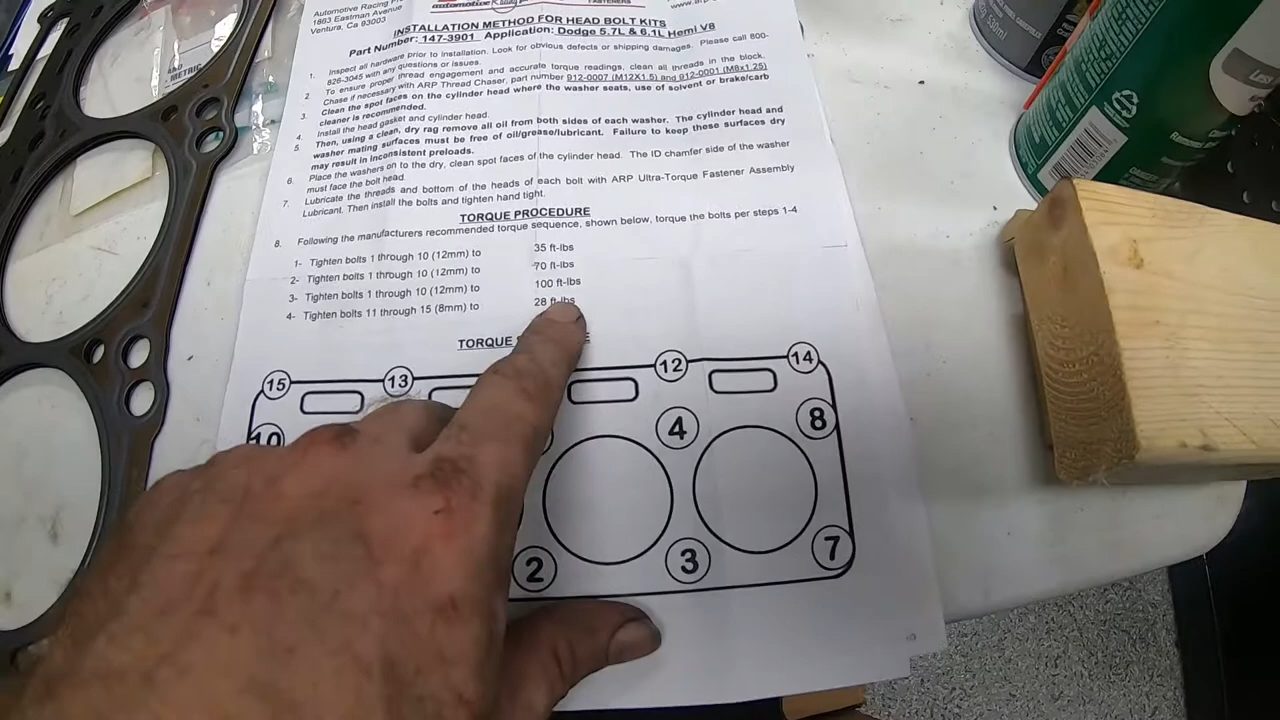 Automotive Racing Pr
1863 Eastman Avenue
Ventura, Ca 93003
automotive Racing
FASTENERS
INSTALLATION METHOD FOR HEAD BOLT KITS
Part Number: 147-3901 Application: Dodge 5.7L & 6.1L Hemi V8
1. Inspect all hardware prior to installation. Look for obvious defects or shipping damages. Please call 800-
826-3045 with any questions or issues.
2. To ensure proper thread engagement and accurate torque readings, clean all threads in the block.
Chase if necessary with ARP Thread Chaser, part number 912-0007 (M12X1.5) and 912-0001 (M8x1.25)
3. Clean the spot faces on the cylinder head where the washer seats, use of solvent or brake/carb
cleaner is recommended.
4. Install the head gasket and cylinder head.
5. Then, using a clean, dry rag remove all oil from both sides of each washer. The cylinder head and
washer mating surfaces must be free of oil/grease/lubricant. Failure to keep these surfaces dry
may result in inconsistent preloads.
6. Place the washers on to the dry, clean spot faces of the cylinder head. The ID chamfer side of the washer
must face the bolt head.
7. Lubricate the threads and bottom of the heads of each bolt with ARP Ultra-Torque Fastener Assembly
Lubricant. Then install the bolts and tighten hand tight.
TORQUE PROCEDURE
8. Following the manufacturers recommended torque sequence, shown below, torque the bolts per steps 1-4
1- Tighten bolts 1 through 10 (12mm) to 35 ft-lbs
2- Tighten bolts 1 through 10 (12mm) to 70 ft-lbs
3- Tighten bolts 1 through 10 (12mm) to 100 ft-lbs
4- Tighten bolts 11 through 15 (8mm) to 28 ft-lbs
TORQUE
15 13 12 14
10 4 8
2 3 7
AND
METRIC